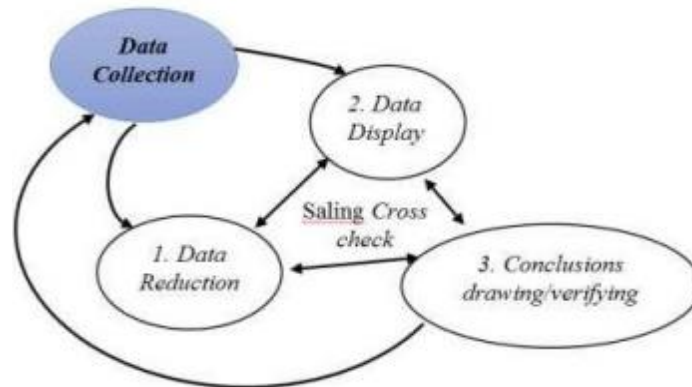 Data
Collection
2. Data
Display
Saling Cross
check
1. Data
Reduction
3. Conclusions
drawing/verifying